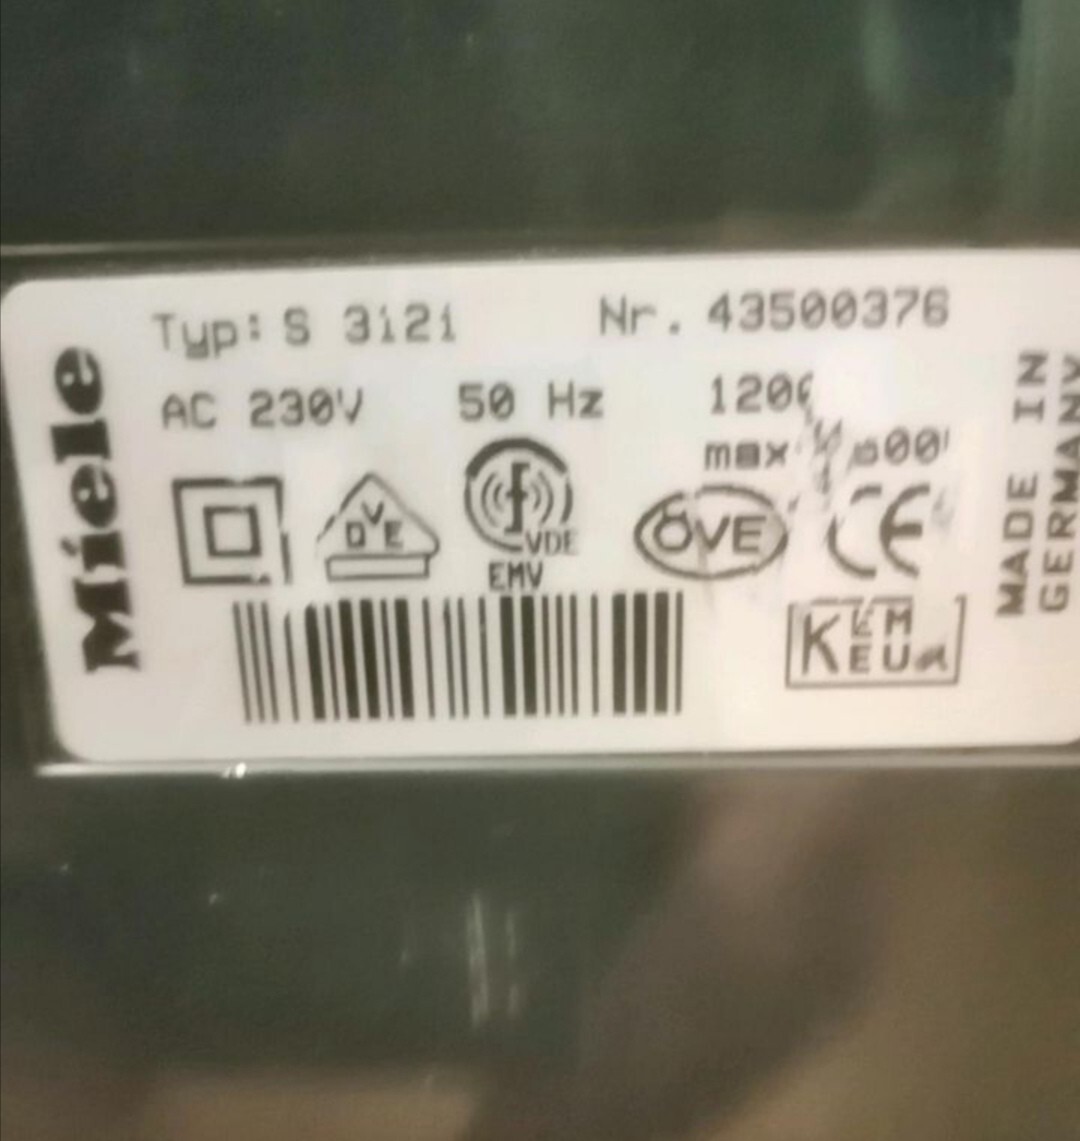 Miele
Typ: S 312i Nr. 43500376
AC 230V 50 Hz
max
DVE
VDE
EMV
ÖVE
CE
KEMA
EUR
MADE IN
GERMANY